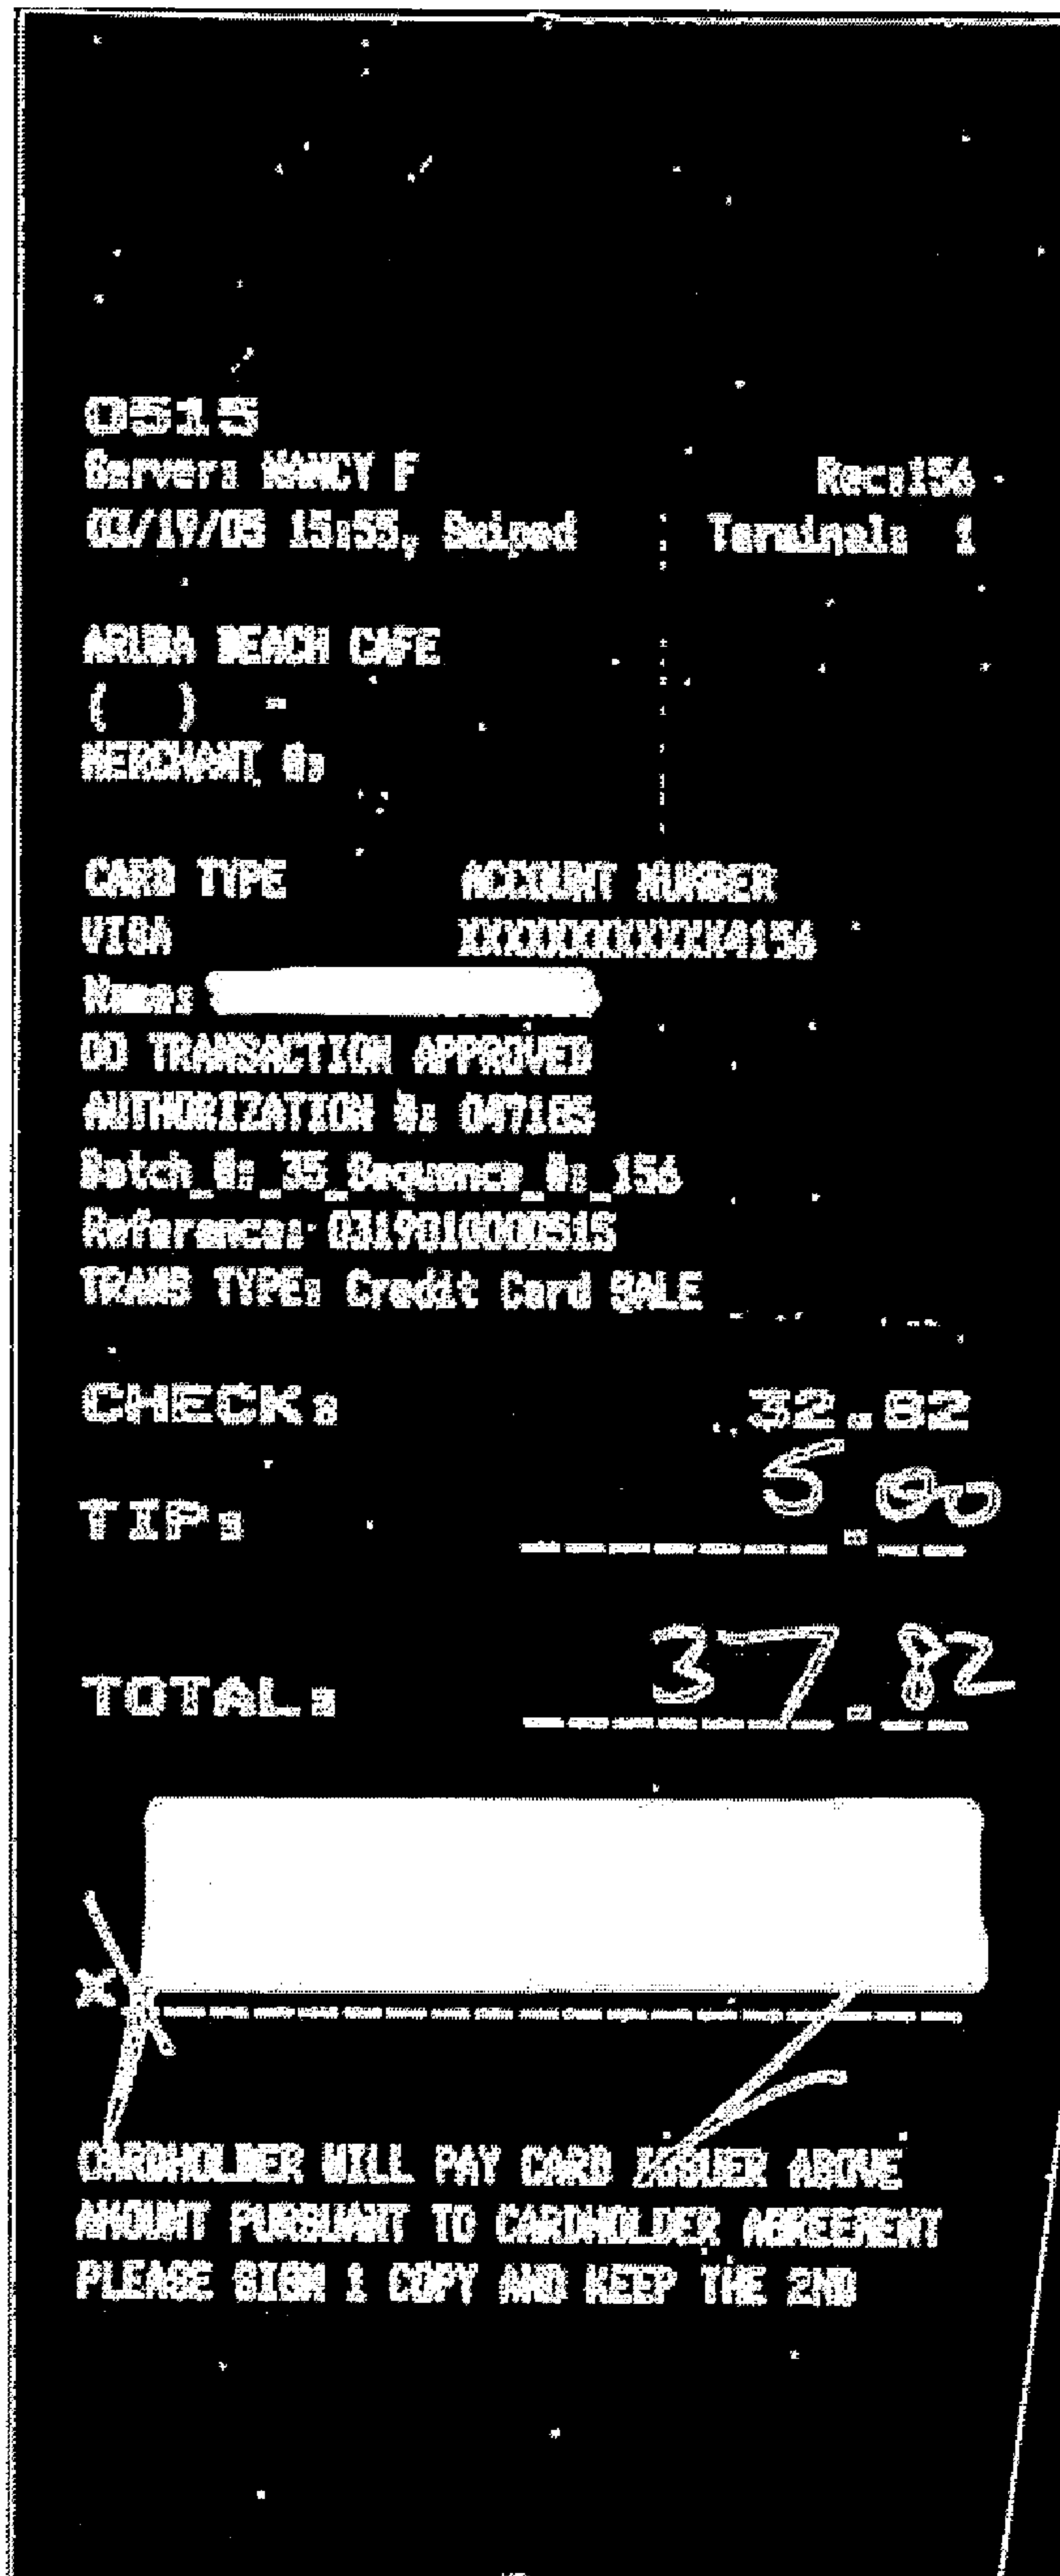 0515
Server: NANCY F Rec:156
03/19/05 15:55, Swiped Terminal: 1
ARUBA BEACH CAFE
( ) -
MERCHANT #:
CARD TYPE ACCOUNT NUMBER
VISA XXXXXXXXXXXX4156
Name:
00 TRANSACTION APPROVED
AUTHORIZATION #:
Batch #: 35 Sequence #: 156
Reference: 0319010000515
TRANS TYPE: Credit Card SALE
CHECK: 32.82
TIP: 5.00
TOTAL: 37.82
X
CARDHOLDER WILL PAY CARD ISSUER ABOVE
AMOUNT PURSUANT TO CARDHOLDER AGREEMENT
PLEASE SIGN 1 COPY AND KEEP THE 2ND